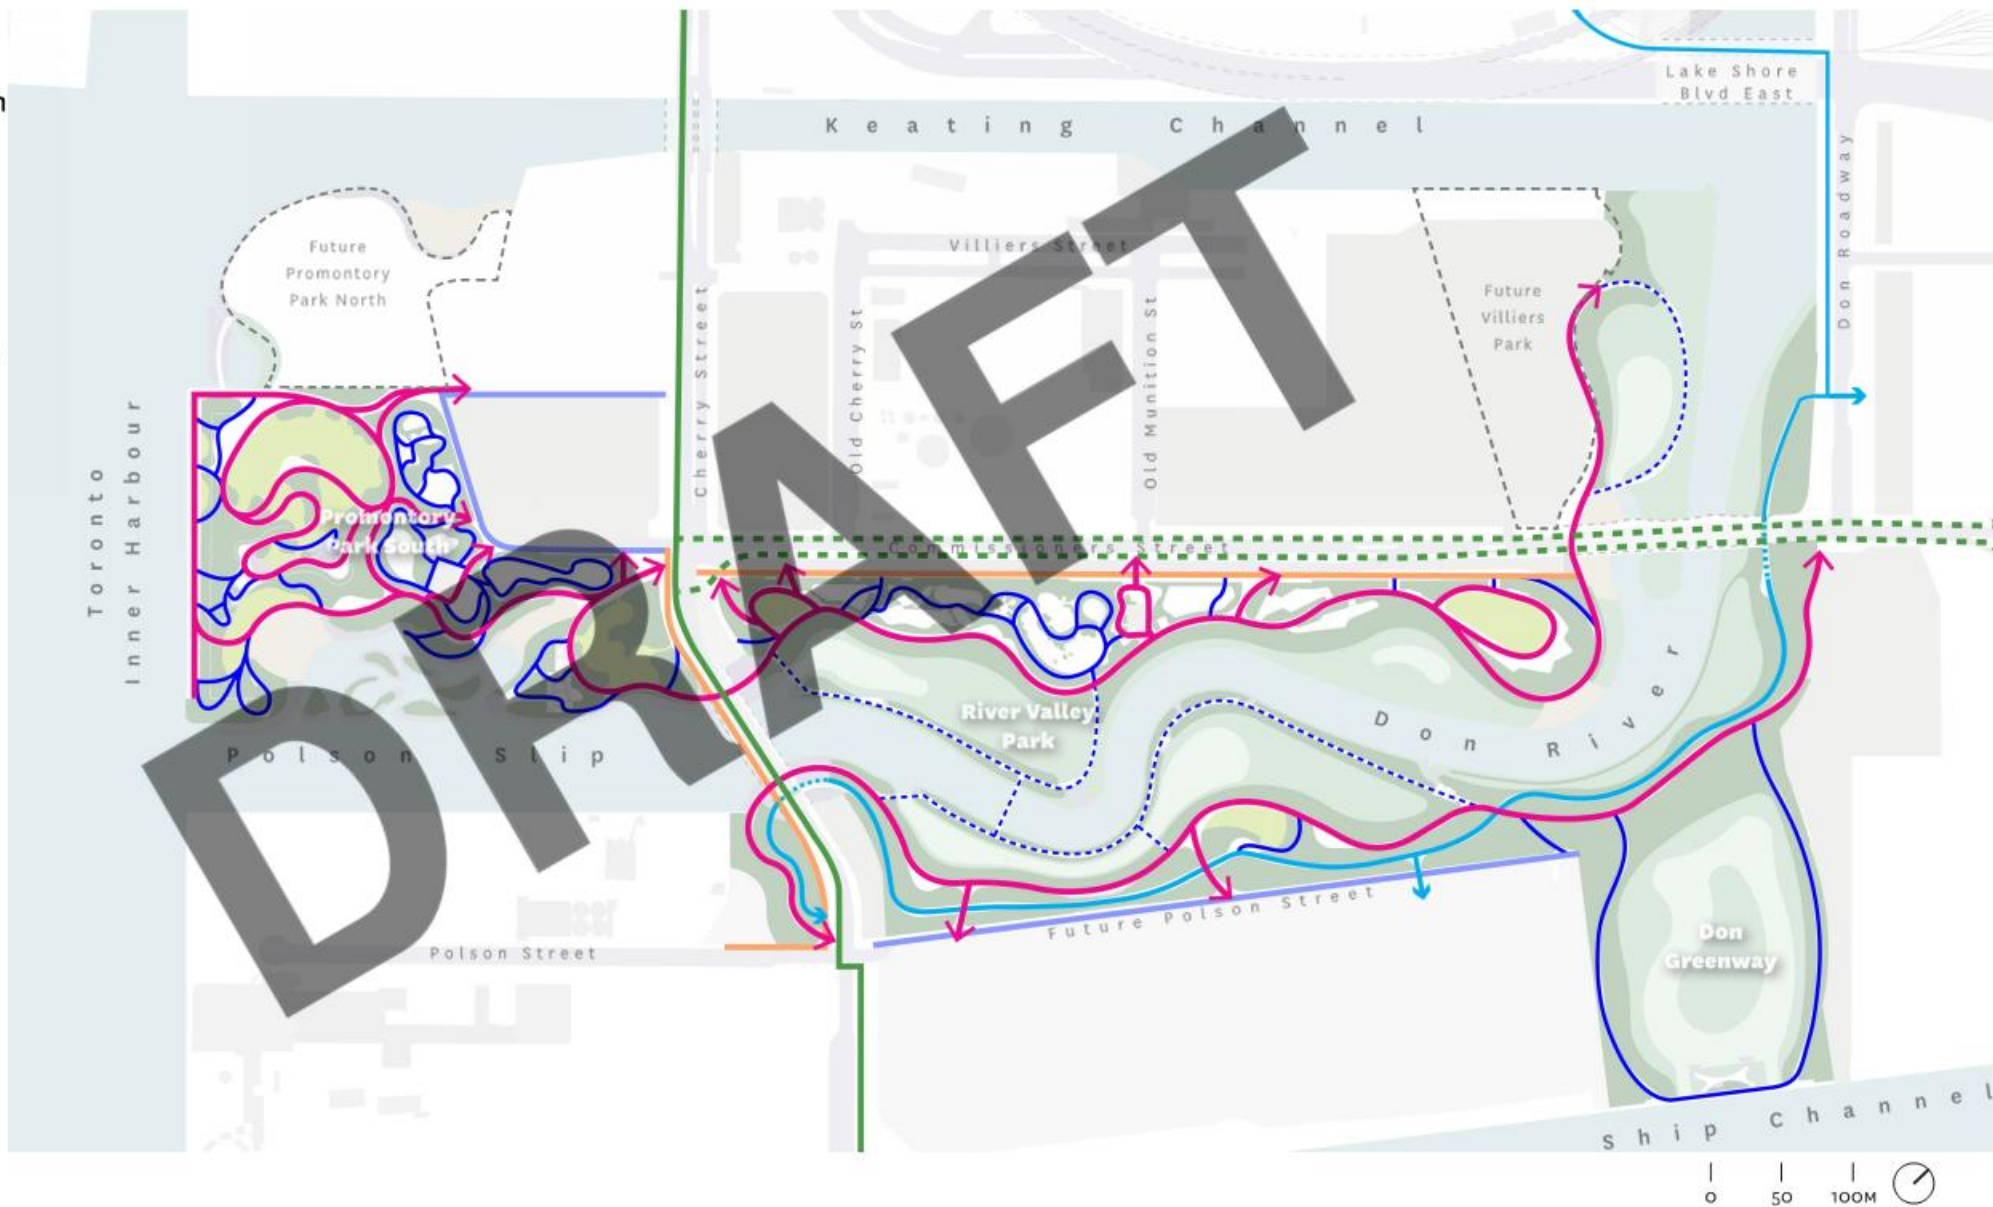 Lake Shore
Blvd East
Keating Channel
Don Roadway
Future
Promontory
Park North
Villiers Street
Future
Villiers
Park
Cherry Street
Old Cherry St
Old Munition St
Toronto
Inner Harbour
Promontory
Park South
Commissioners Street
DRAFT
River Valley
Park
Don River
Polson Slip
Future Polson Street
Polson Street
Don
Greenway
Ship Channel
0 50 100M